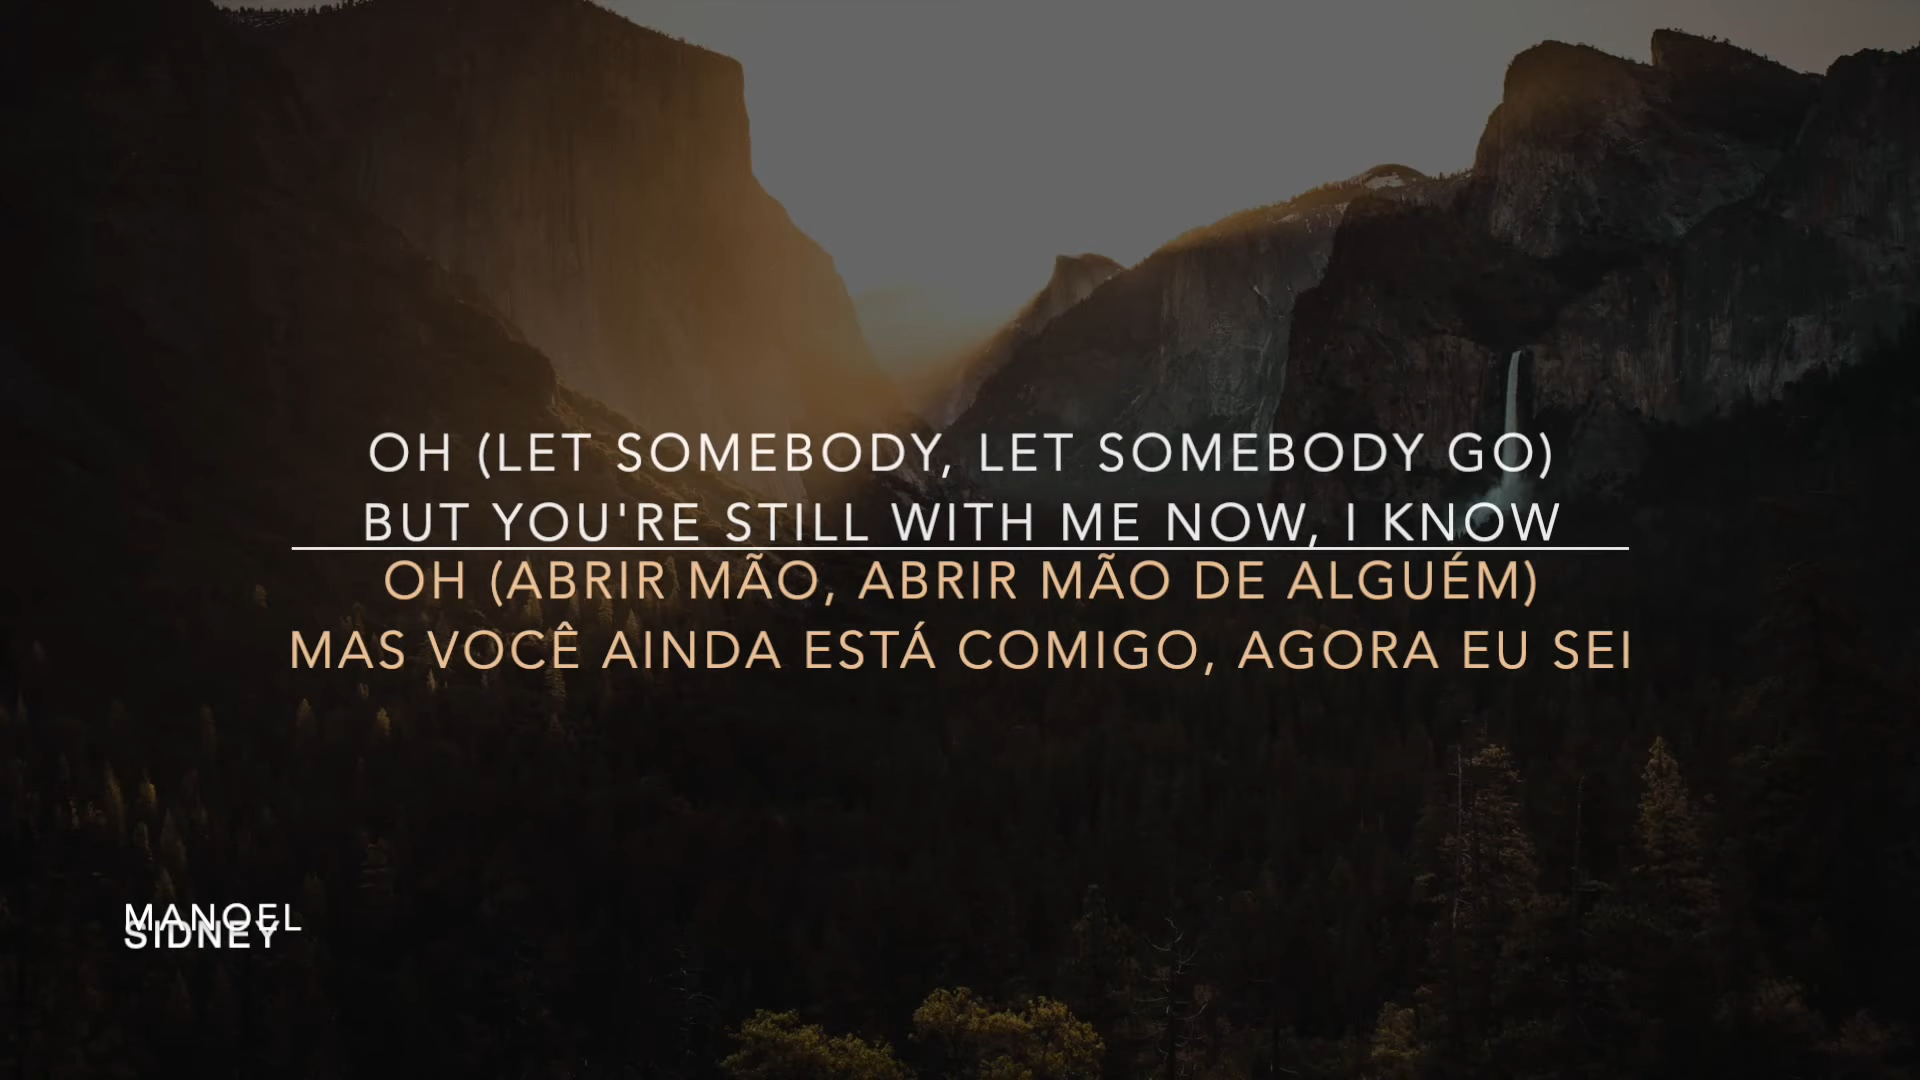 OH (LET SOMEBODY, LET SOMEBODY GO)
BUT YOU'RE STILL WITH ME NOW, I KNOW
OH (ABRIR MÃO, ABRIR MÃO DE ALGUÉM)
MAS VOCÊ AINDA ESTÁ COMIGO, AGORA EU SEI
MANOEL
SIDNEY